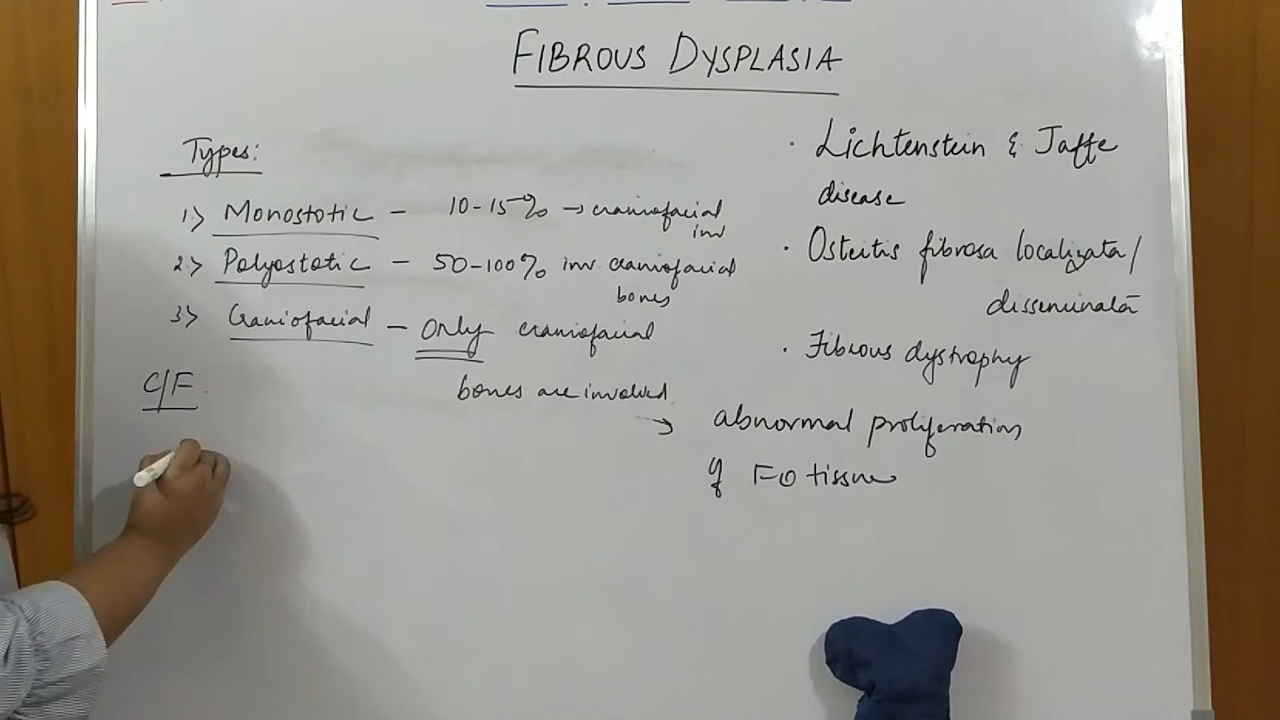 FIBROUS DYSPLASIA
Types:
1> Monostotic – 10-15% → craniofacial
inv
2> Polyostotic – 50-100% inv craniofacial
bones
3> Craniofacial – Only craniofacial
bones are involved
C/F
· Lichtenstein & Jaffe
disease
· Osteitis fibrosa localizata/
disseminata
· Fibrous dystrophy
→ abnormal proliferation
of FO tissue